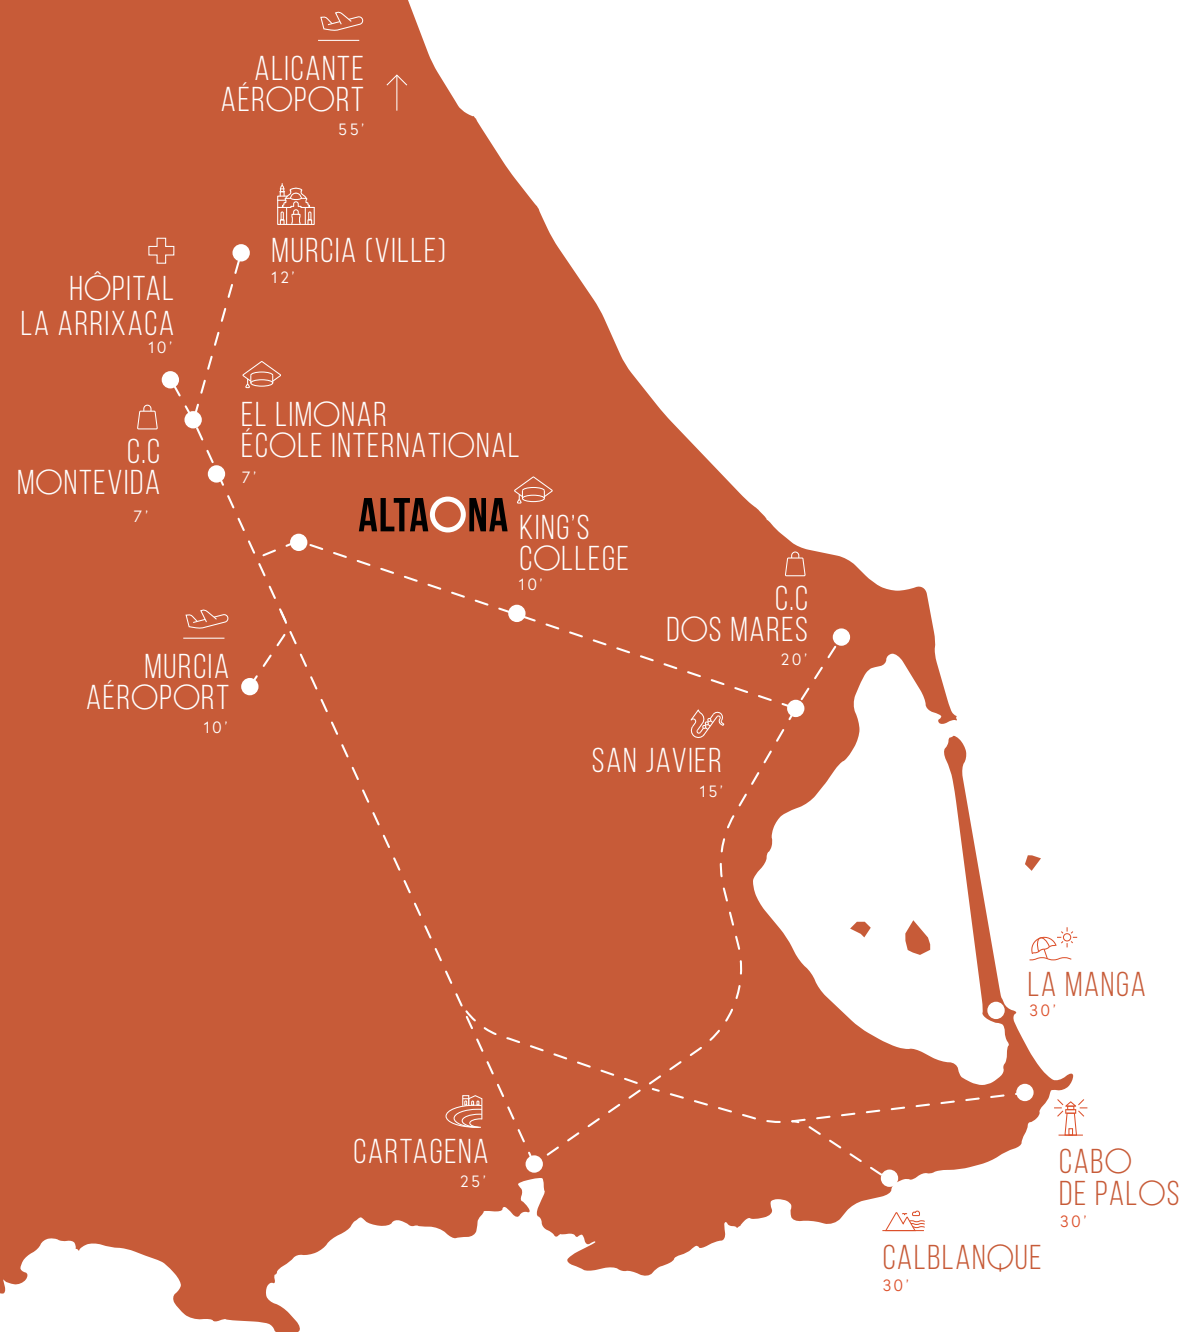 ALICANTE
AÉROPORT
55'
MURCIA (VILLE)
12'
HÔPITAL
LA ARRIXACA
10'
EL LIMONAR
ÉCOLE INTERNATIONAL
7'
C.C
MONTEVIDA
7'
ALTAONA
KING'S
COLLEGE
10'
C.C
DOS MARES
20'
MURCIA
AÉROPORT
10'
SAN JAVIER
15'
LA MANGA
30'
CARTAGENA
25'
CABO
DE PALOS
30'
CALBLANQUE
30'